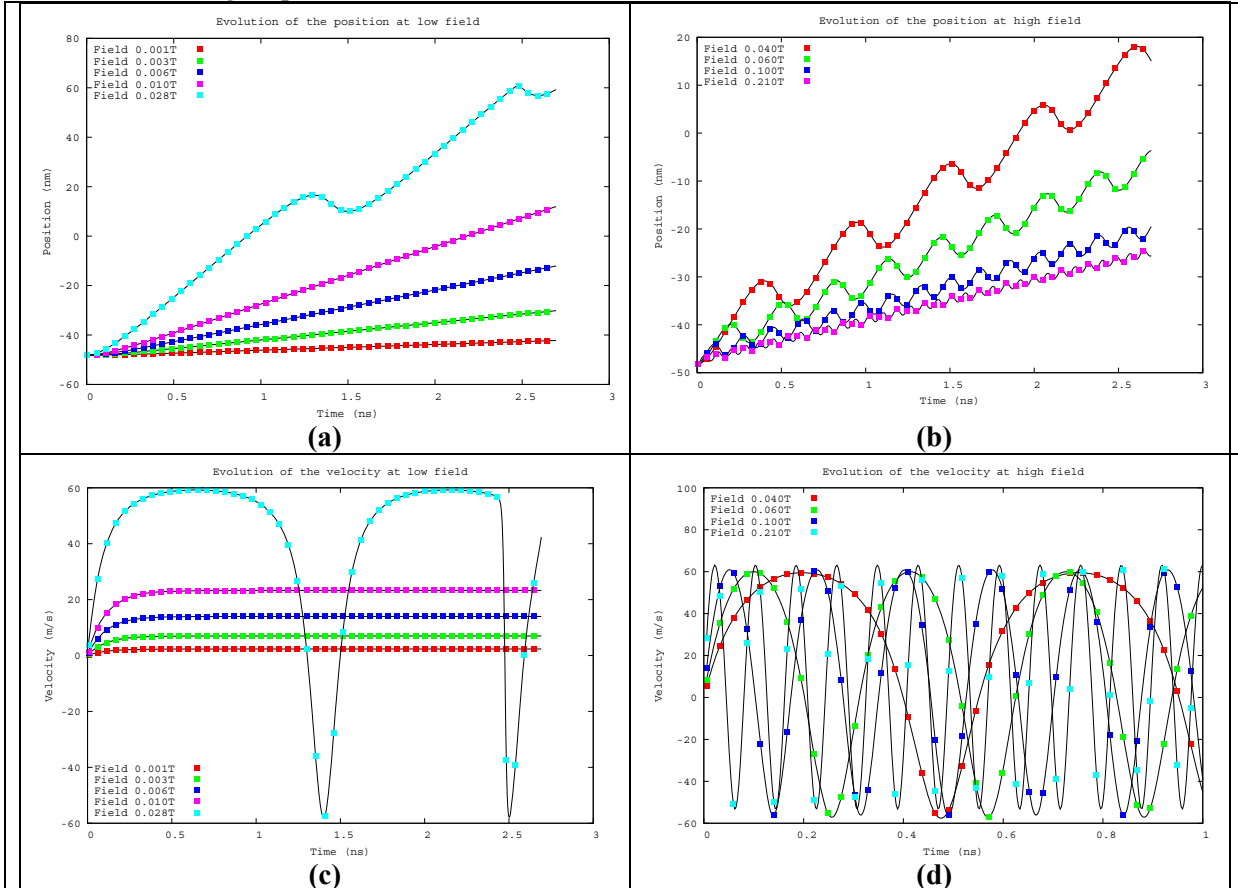 Evolution of the position at low field
Field 0.001T
Field 0.003T
Field 0.006T
Field 0.010T
Field 0.028T
80
60
40
20
0
-20
-40
-60
Position (nm)
0 0.5 1 1.5 2 2.5 3
Time (ns)
(a)
Evolution of the position at high field
Field 0.040T
Field 0.060T
Field 0.100T
Field 0.210T
20
10
0
-10
-20
-30
-40
-50
Position (nm)
0 0.5 1 1.5 2 2.5 3
Time (ns)
(b)
Evolution of the velocity at low field
60
40
20
0
-20
-40
-60
Velocity (m/s)
Field 0.001T
Field 0.003T
Field 0.006T
Field 0.010T
Field 0.028T
0 0.5 1 1.5 2 2.5 3
Time (ns)
(c)
Evolution of the velocity at high field
Field 0.040T
Field 0.060T
Field 0.100T
Field 0.210T
100
80
60
40
20
0
-20
-40
-60
Velocity (m/s)
0 0.2 0.4 0.6 0.8 1
Time (ns)
(d)